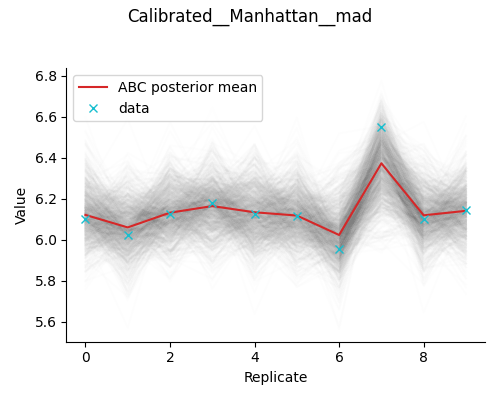 Calibrated__Manhattan__mad
6.8
6.6
6.4
6.2
6.0
5.8
5.6
Value
ABC posterior mean
data
0
2
4
6
8
Replicate